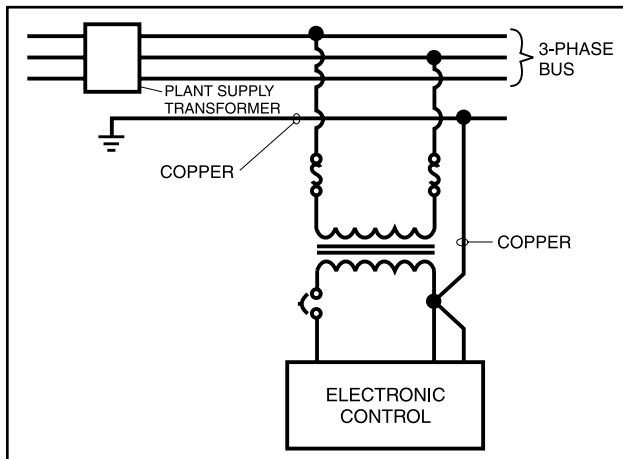 3-PHASE
BUS
PLANT SUPPLY
TRANSFORMER
COPPER
COPPER
ELECTRONIC
CONTROL